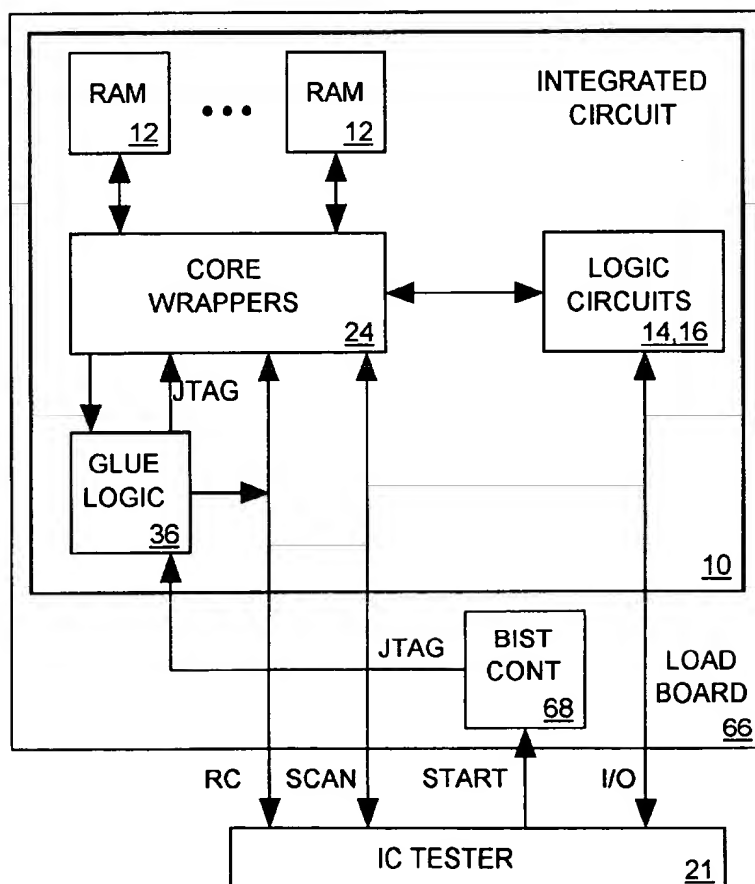 RAM
12
RAM
12
INTEGRATED
CIRCUIT
CORE
WRAPPERS
24
LOGIC
CIRCUITS
14,16
JTAG
GLUE
LOGIC
36
10
JTAG
BIST
CONT
68
LOAD
BOARD
66
RC
SCAN
START
I/O
IC TESTER
21